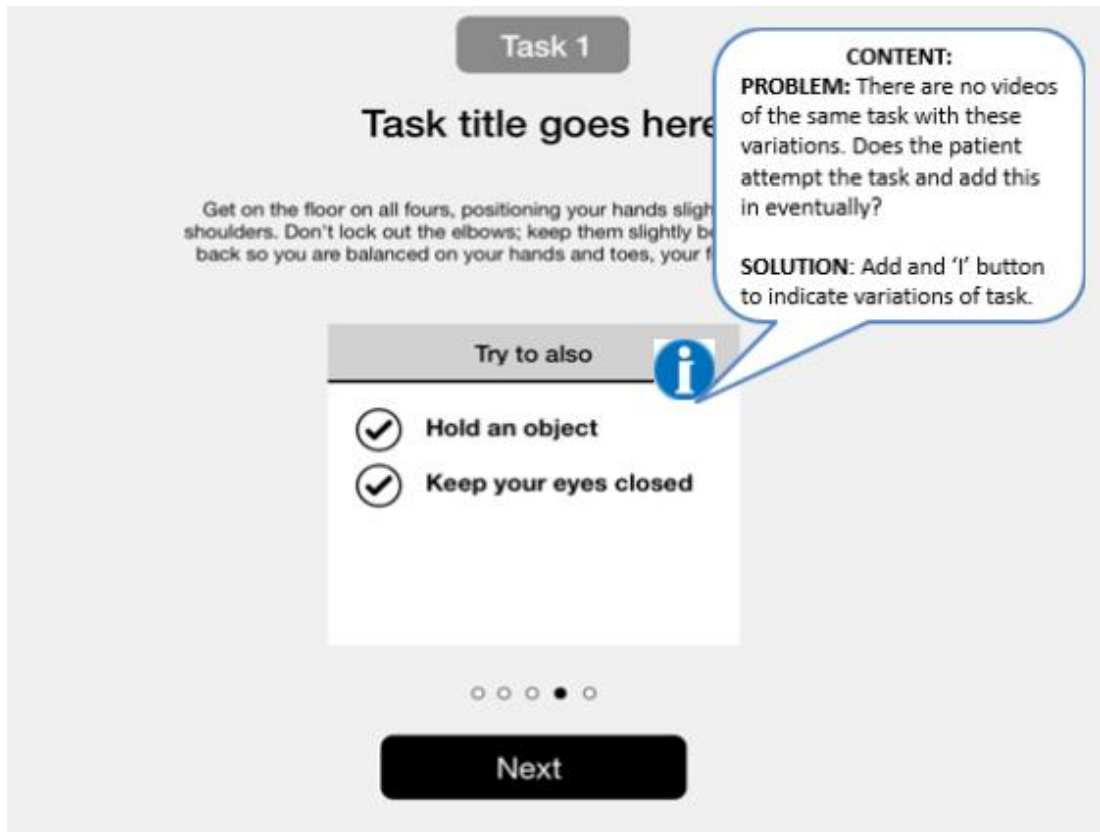 Task 1
Task title goes here
Get on the floor on all fours, positioning your hands sligh
shoulders. Don't lock out the elbows; keep them slightly be
back so you are balanced on your hands and toes, your f
CONTENT:
PROBLEM: There are no videos
of the same task with these
variations. Does the patient
attempt the task and add this
in eventually?
SOLUTION: Add and ‘I’ button
to indicate variations of task.
Try to also
i
Hold an object
Keep your eyes closed
Next